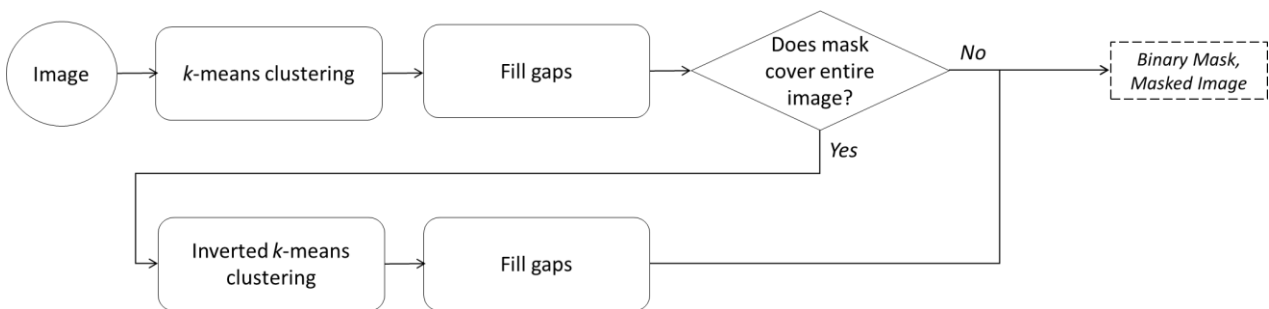 Image
k-means clustering
Fill gaps
Does mask
cover entire
image?
No
Binary Mask,
Masked Image
Yes
Inverted k-means
clustering
Fill gaps